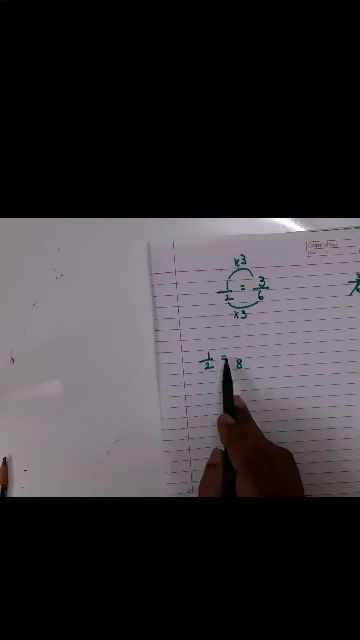 ×3
1/2 = 3/6
×3
1/2 = 8